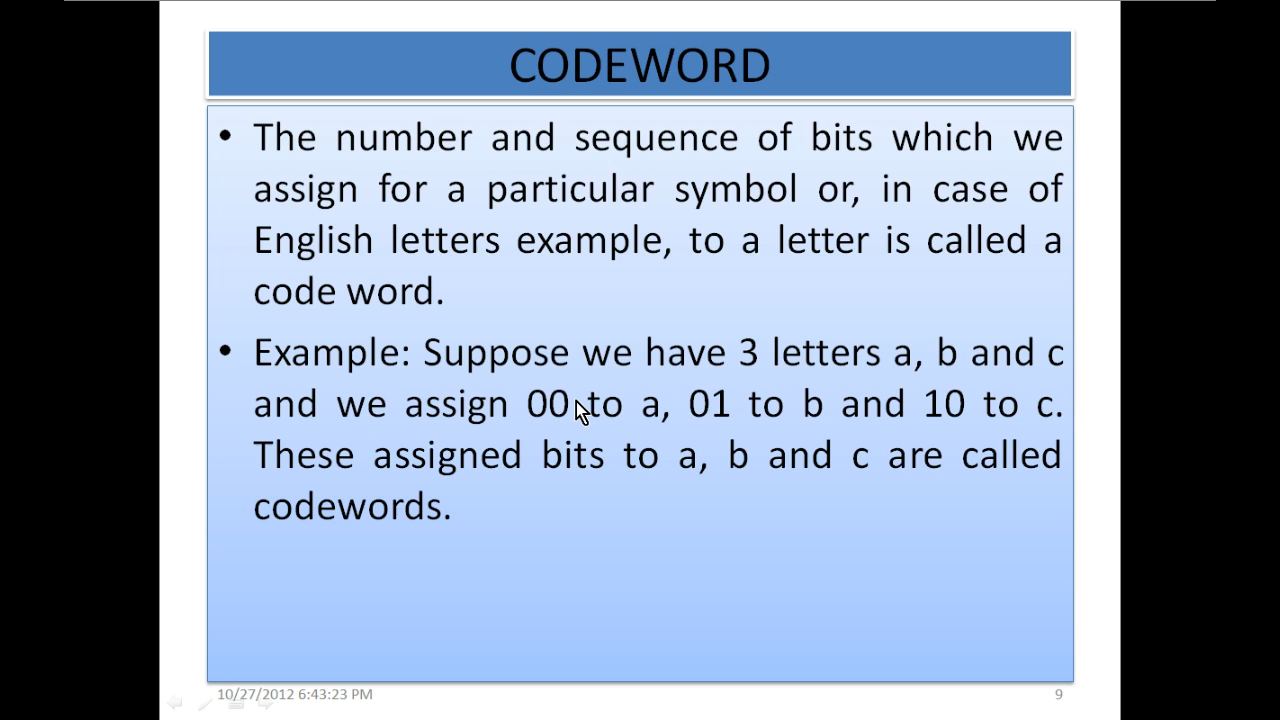 CODEWORD
• The number and sequence of bits which we
assign for a particular symbol or, in case of
English letters example, to a letter is called a
code word.
• Example: Suppose we have 3 letters a, b and c
and we assign 00 to a, 01 to b and 10 to c.
These assigned bits to a, b and c are called
codewords.
10/27/2012 6:43:23 PM
9